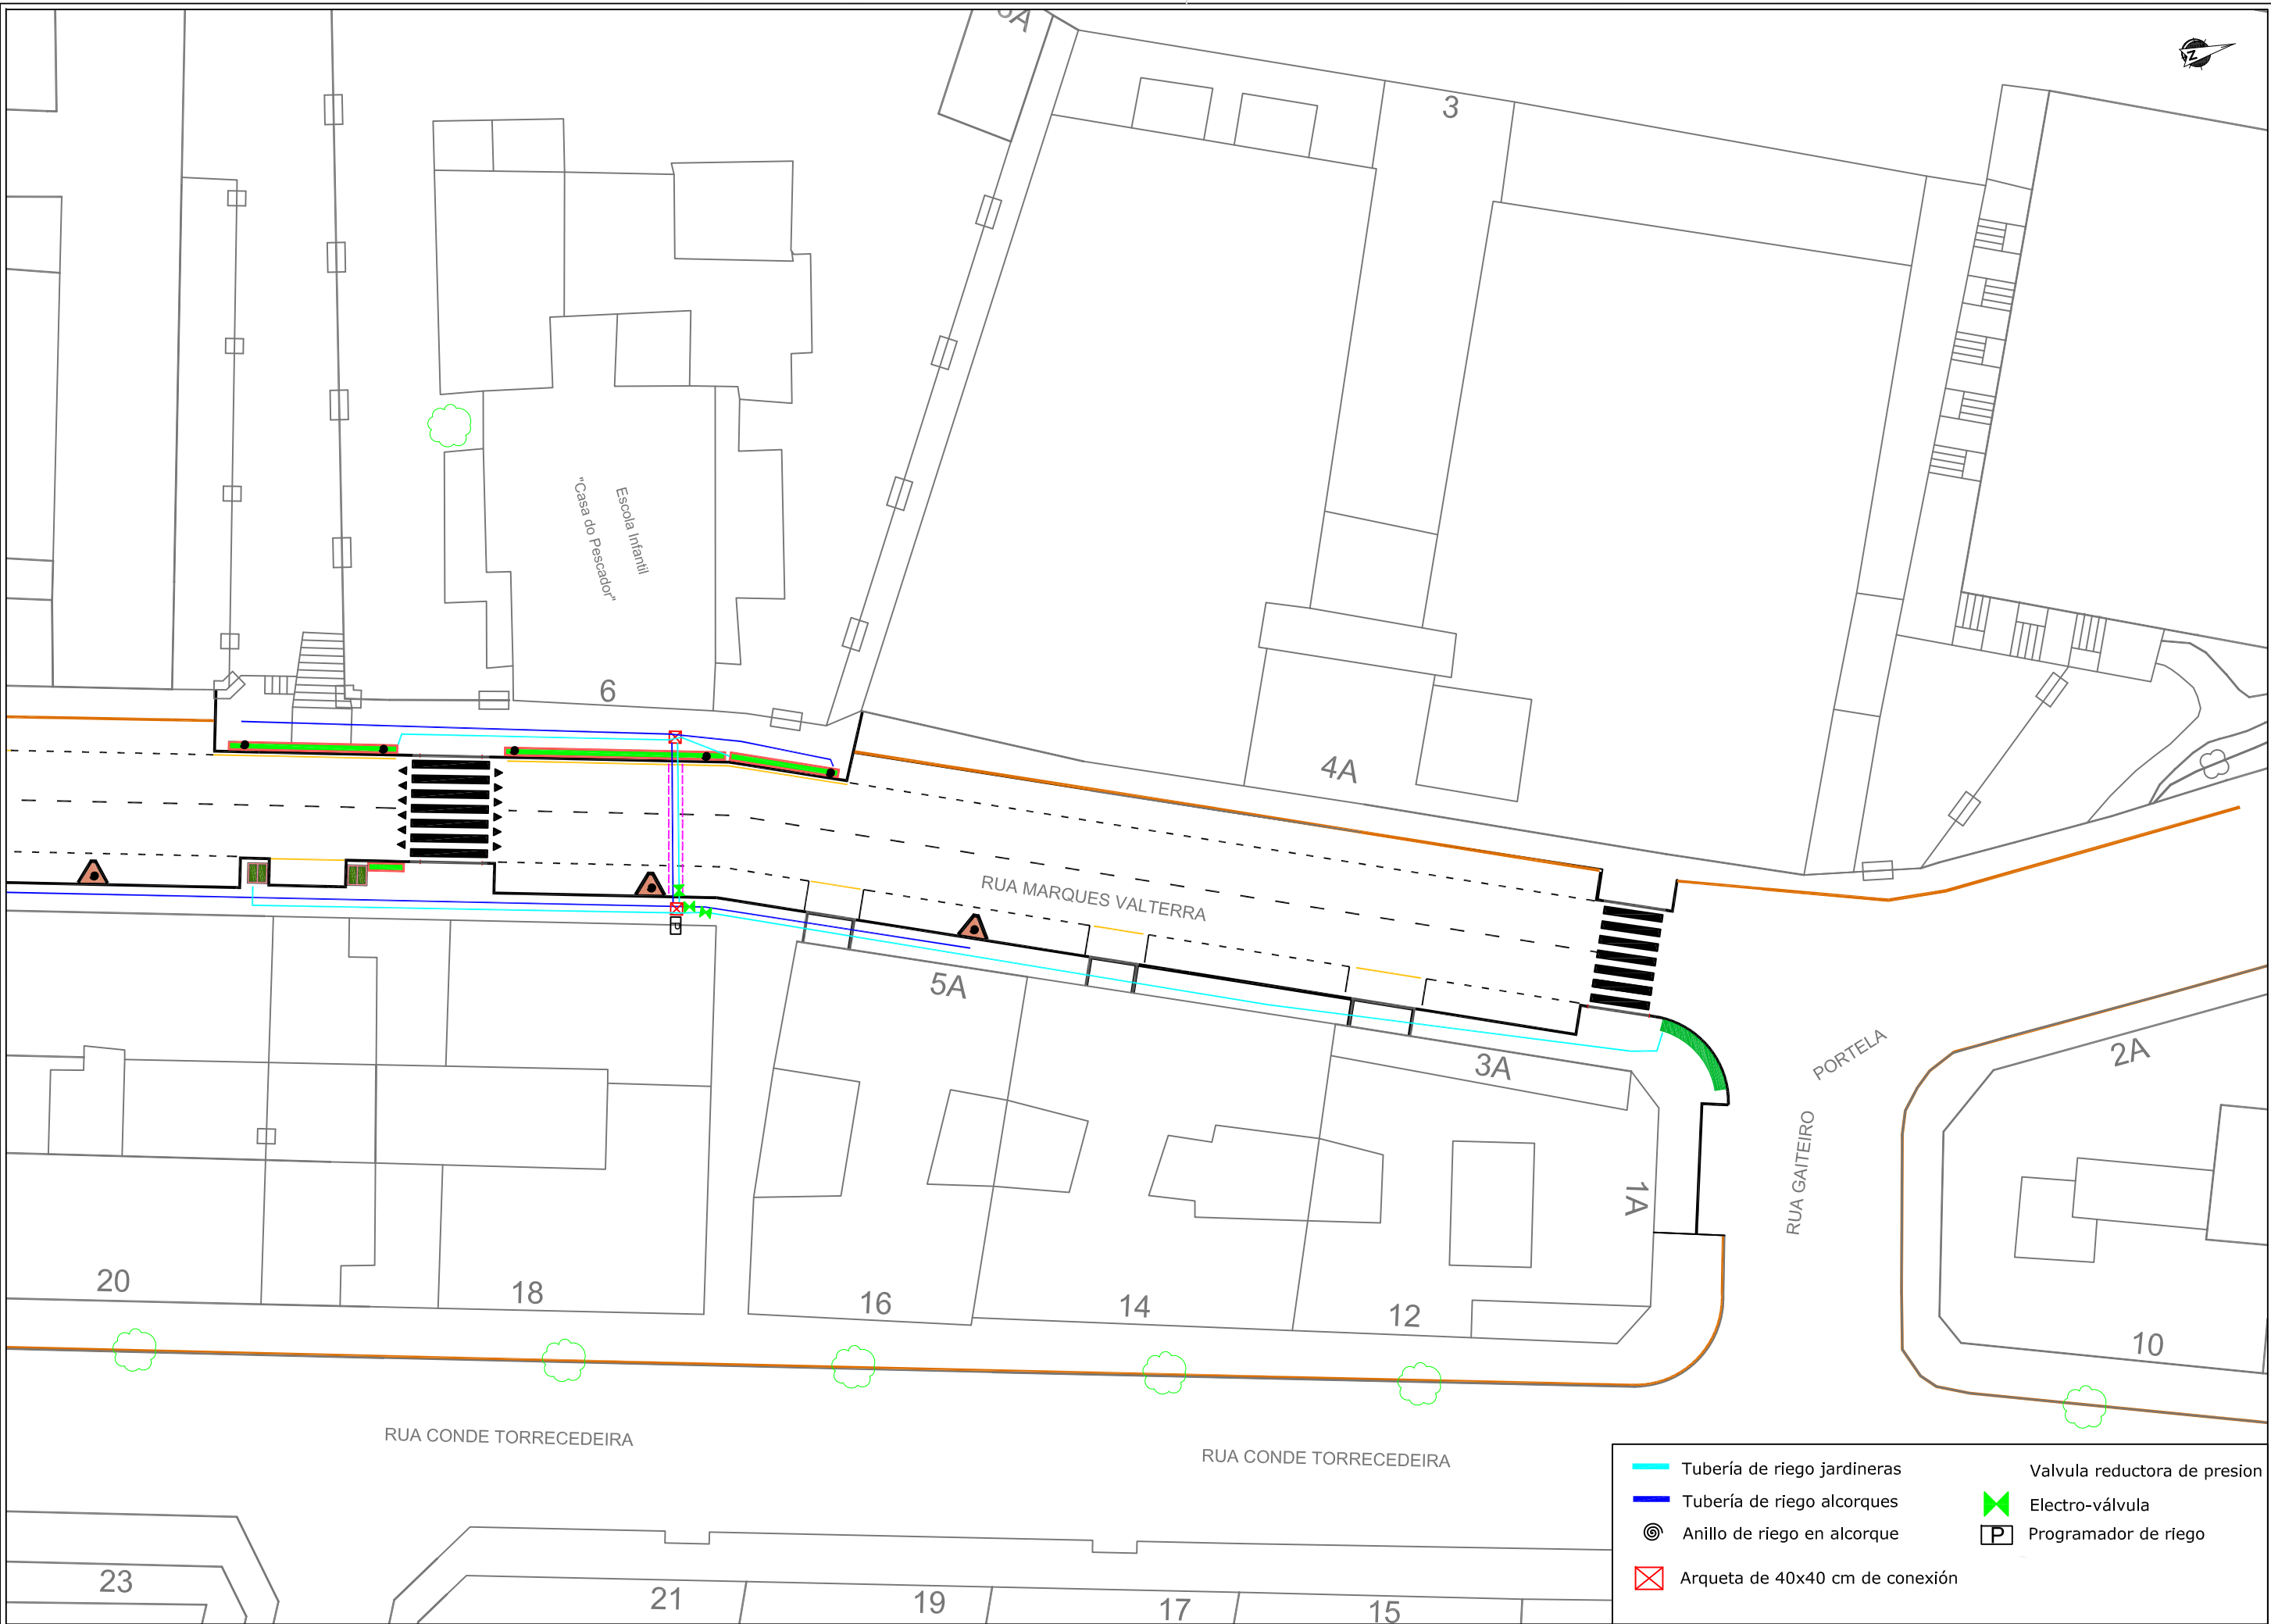 N
3
"Casa do Pescador"
Escola Infantil
6
4A
RUA MARQUES VALTERRA
P
5A
3A
PORTELA
2A
RUA GAITEIRO
1A
20
18
16
14
12
10
RUA CONDE TORRECEDEIRA
RUA CONDE TORRECEDEIRA
23
21
19
17
15
Tubería de riego jardineras
Tubería de riego alcorques
Anillo de riego en alcorque
Arqueta de 40x40 cm de conexión
Valvula reductora de presion
Electro-válvula
P Programador de riego